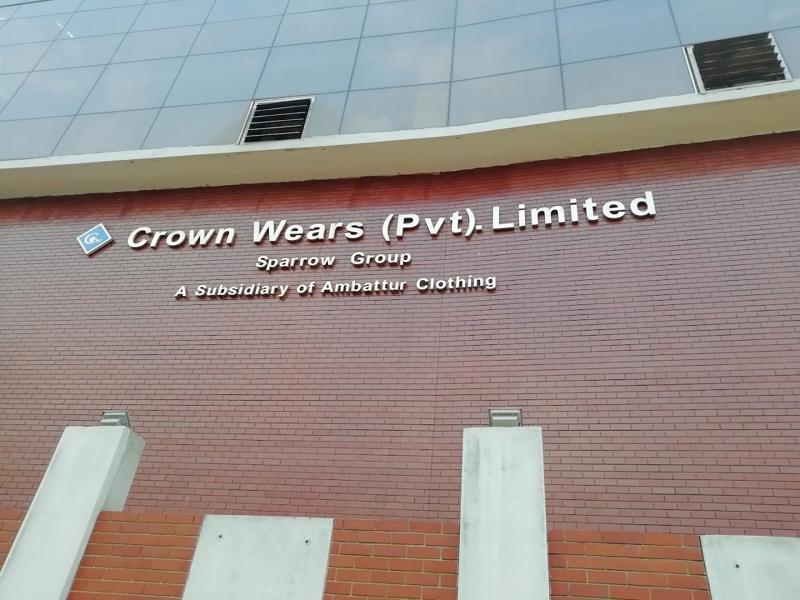 Crown Wears (Pvt). Limited
Sparrow Group
A Subsidiary of Ambattur Clothing